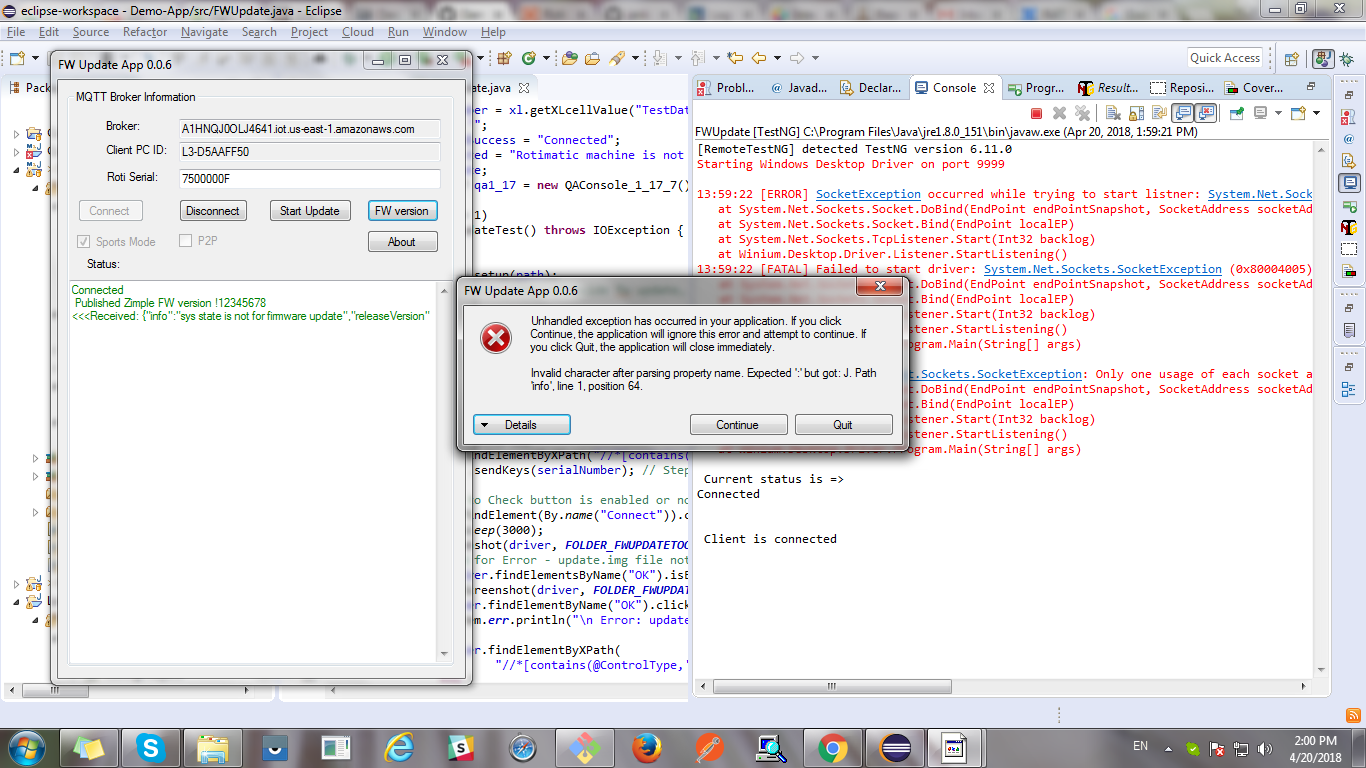 eclipse-workspace - Demo-App/src/FWUpdate.java - Eclipse
File Edit Source Refactor Navigate Search Project Cloud Run Window Help
Quick Access
FW Update App 0.0.6
MQTT Broker Information
Broker: A1HNQJ0OLJ4641.iot.us-east-1.amazonaws.com
Client PC ID: L3-D5AAFF50
Roti Serial: 7500000F
Connect Disconnect Start Update FW version
Sports Mode P2P About
Status:
Connected
Published Zimple FW version !12345678
<<<Received: {"info":"sys state is not for firmware update","releaseVersion"
Pack
te.java
er = xl.getXLcellValue("TestDat
";
uccess = "Connected";
ed = "Rotimatic machine is not
e;
qa1_17 = new QAConsole_1_17_7()
1)
ateTest() throws IOException {
setup(path);
ndElementByXPath("//*[contains(
sendKeys(serialNumber); // Step
o Check button is enabled or no
ndElement(By.name("Connect")).c
eep(3000);
shot(driver, FOLDER_FWUPDATETOO
for Error - update.img file not
er.findElementsByName("OK").isE
reenshot(driver, FOLDER_FWUPDAT
er.findElementByName("OK").click
m.err.println("\n Error: update
er.findElementByXPath(
"//*[contains(@ControlType,'
FW Update App 0.0.6
Unhandled exception has occurred in your application. If you click
Continue, the application will ignore this error and attempt to continue. If
you click Quit, the application will close immediately.
Invalid character after parsing property name. Expected ':' but got: J. Path
'info', line 1, position 64.
Details Continue Quit
Probl... Javad... Declar... Console Progr... Result... Reposi... Cover...
FWUpdate [TestNG] C:\Program Files\Java\jre1.8.0_151\bin\javaw.exe (Apr 20, 2018, 1:59:21 PM)
[RemoteTestNG] detected TestNG version 6.11.0
Starting Windows Desktop Driver on port 9999
13:59:22 [ERROR] SocketException occurred while trying to start listner: System.Net.Sock
at System.Net.Sockets.Socket.DoBind(EndPoint endPointSnapshot, SocketAddress socketAd
at System.Net.Sockets.Socket.Bind(EndPoint localEP)
at System.Net.Sockets.TcpListener.Start(Int32 backlog)
at Winium.Desktop.Driver.Listener.StartListening()
13:59:22 [FATAL] Failed to start driver: System.Net.Sockets.SocketException (0x80004005)
.DoBind(EndPoint endPointSnapshot, SocketAddress socketAd
.Bind(EndPoint localEP)
stener.Start(Int32 backlog)
stener.StartListening()
ogram.Main(String[] args)
t.Sockets.SocketException: Only one usage of each socket a
.DoBind(EndPoint endPointSnapshot, SocketAddress socketAd
.Bind(EndPoint localEP)
stener.Start(Int32 backlog)
stener.StartListening()
ogram.Main(String[] args)
Current status is =>
Connected
Client is connected
EN
2:00 PM
4/20/2018